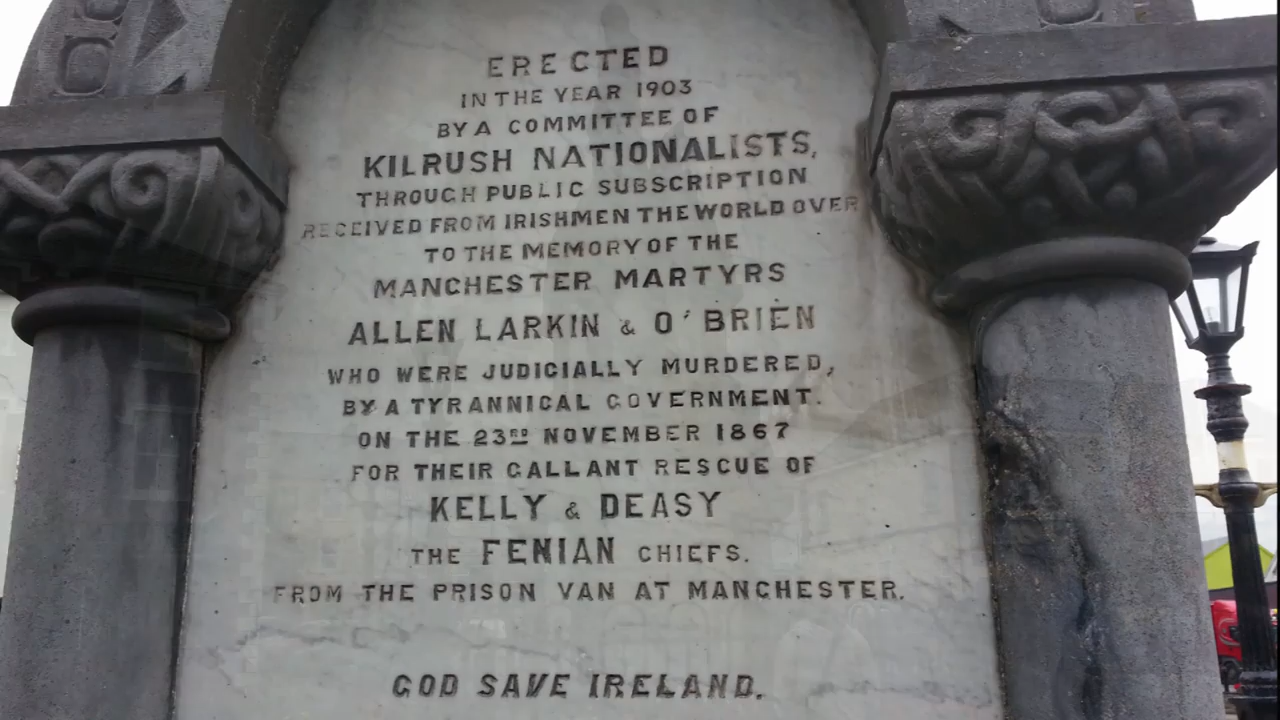 ERECTED
IN THE YEAR 1903
BY A COMMITTEE OF
KILRUSH NATIONALISTS,
THROUGH PUBLIC SUBSCRIPTION
RECEIVED FROM IRISHMEN THE WORLD OVER
TO THE MEMORY OF THE
MANCHESTER MARTYRS
ALLEN LARKIN & O'BRIEN
WHO WERE JUDICIALLY MURDERED,
BY A TYRANNICAL GOVERNMENT.
ON THE 23RD NOVEMBER 1867
FOR THEIR GALLANT RESCUE OF
KELLY & DEASY
THE FENIAN CHIEFS.
FROM THE PRISON VAN AT MANCHESTER.
GOD SAVE IRELAND.